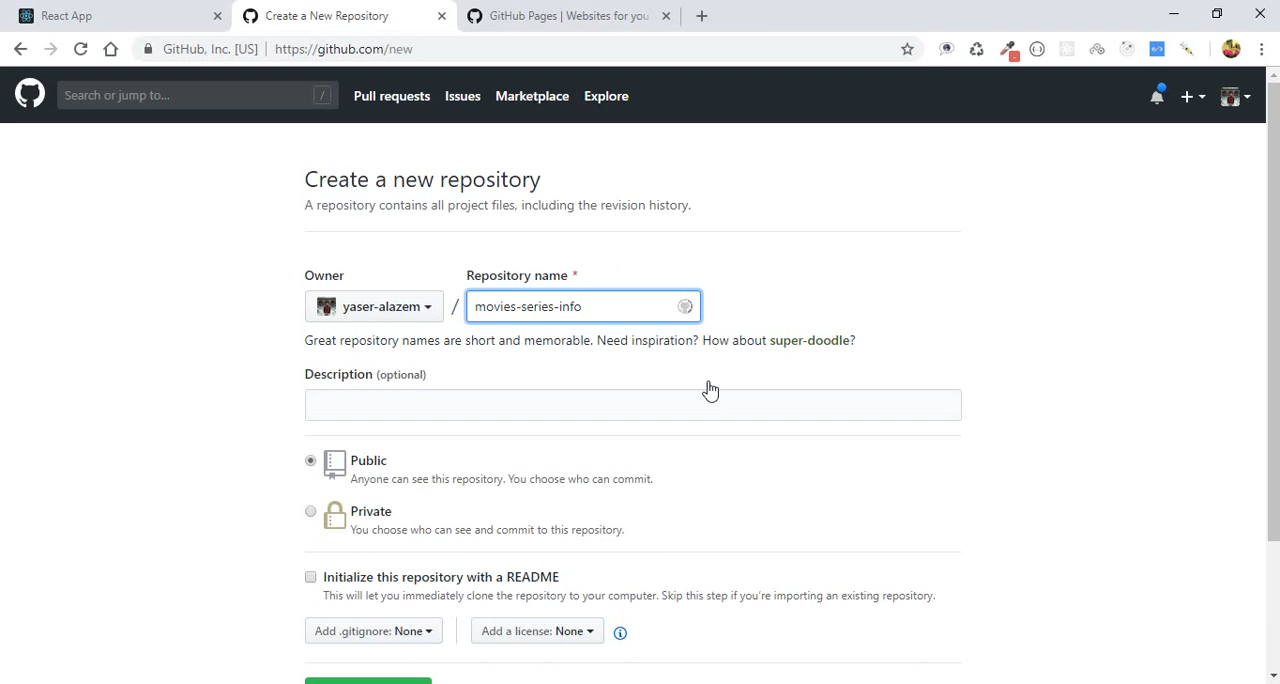 React App
Create a New Repository
GitHub Pages | Websites for you
GitHub, Inc. [US] | https://github.com/new
Search or jump to...
/
Pull requests
Issues
Marketplace
Explore
Create a new repository
A repository contains all project files, including the revision history.
Owner
Repository name *
yaser-alazem
/
movies-series-info
Great repository names are short and memorable. Need inspiration? How about super-doodle?
Description (optional)
Public
Anyone can see this repository. You choose who can commit.
Private
You choose who can see and commit to this repository.
Initialize this repository with a README
This will let you immediately clone the repository to your computer. Skip this step if you're importing an existing repository.
Add .gitignore: None
Add a license: None